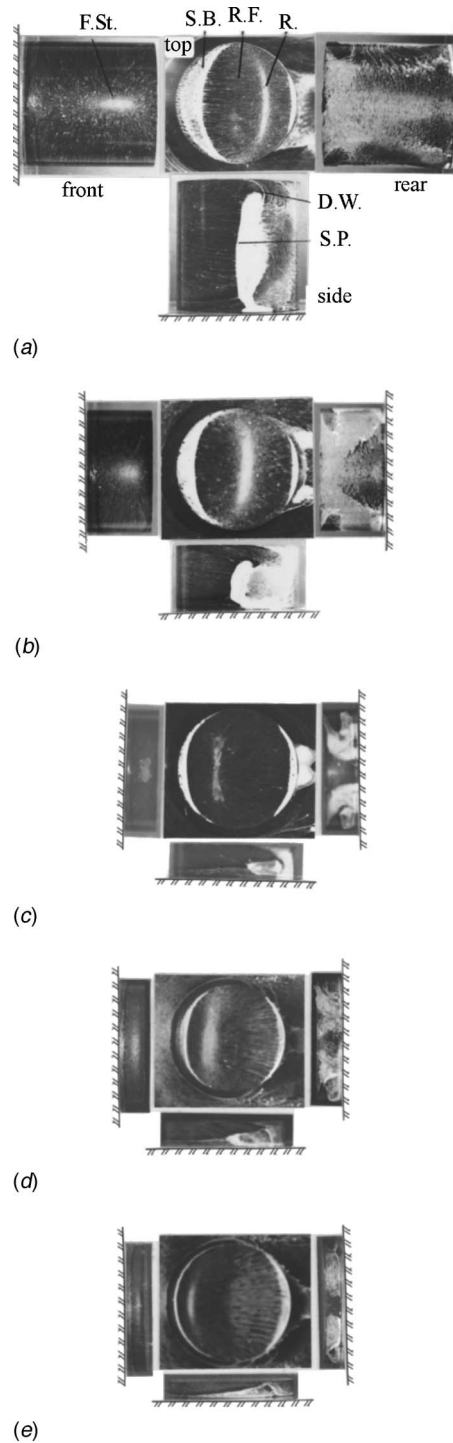 F.St.
S.B.
R.F.
R.
top
front
rear
D.W.
S.P.
side
(a)
(b)
(c)
(d)
(e)